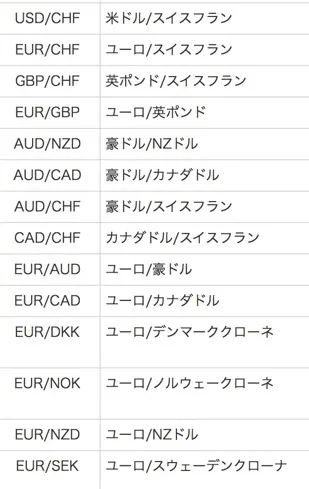 USD/CHF 米ドル/スイスフラン
EUR/CHF ユーロ/スイスフラン
GBP/CHF 英ポンド/スイスフラン
EUR/GBP ユーロ/英ポンド
AUD/NZD 豪ドル/NZドル
AUD/CAD 豪ドル/カナダドル
AUD/CHF 豪ドル/スイスフラン
CAD/CHF カナダドル/スイスフラン
EUR/AUD ユーロ/豪ドル
EUR/CAD ユーロ/カナダドル
EUR/DKK ユーロ/デンマーククローネ
EUR/NOK ユーロ/ノルウェークローネ
EUR/NZD ユーロ/NZドル
EUR/SEK ユーロ/スウェーデンクローナ